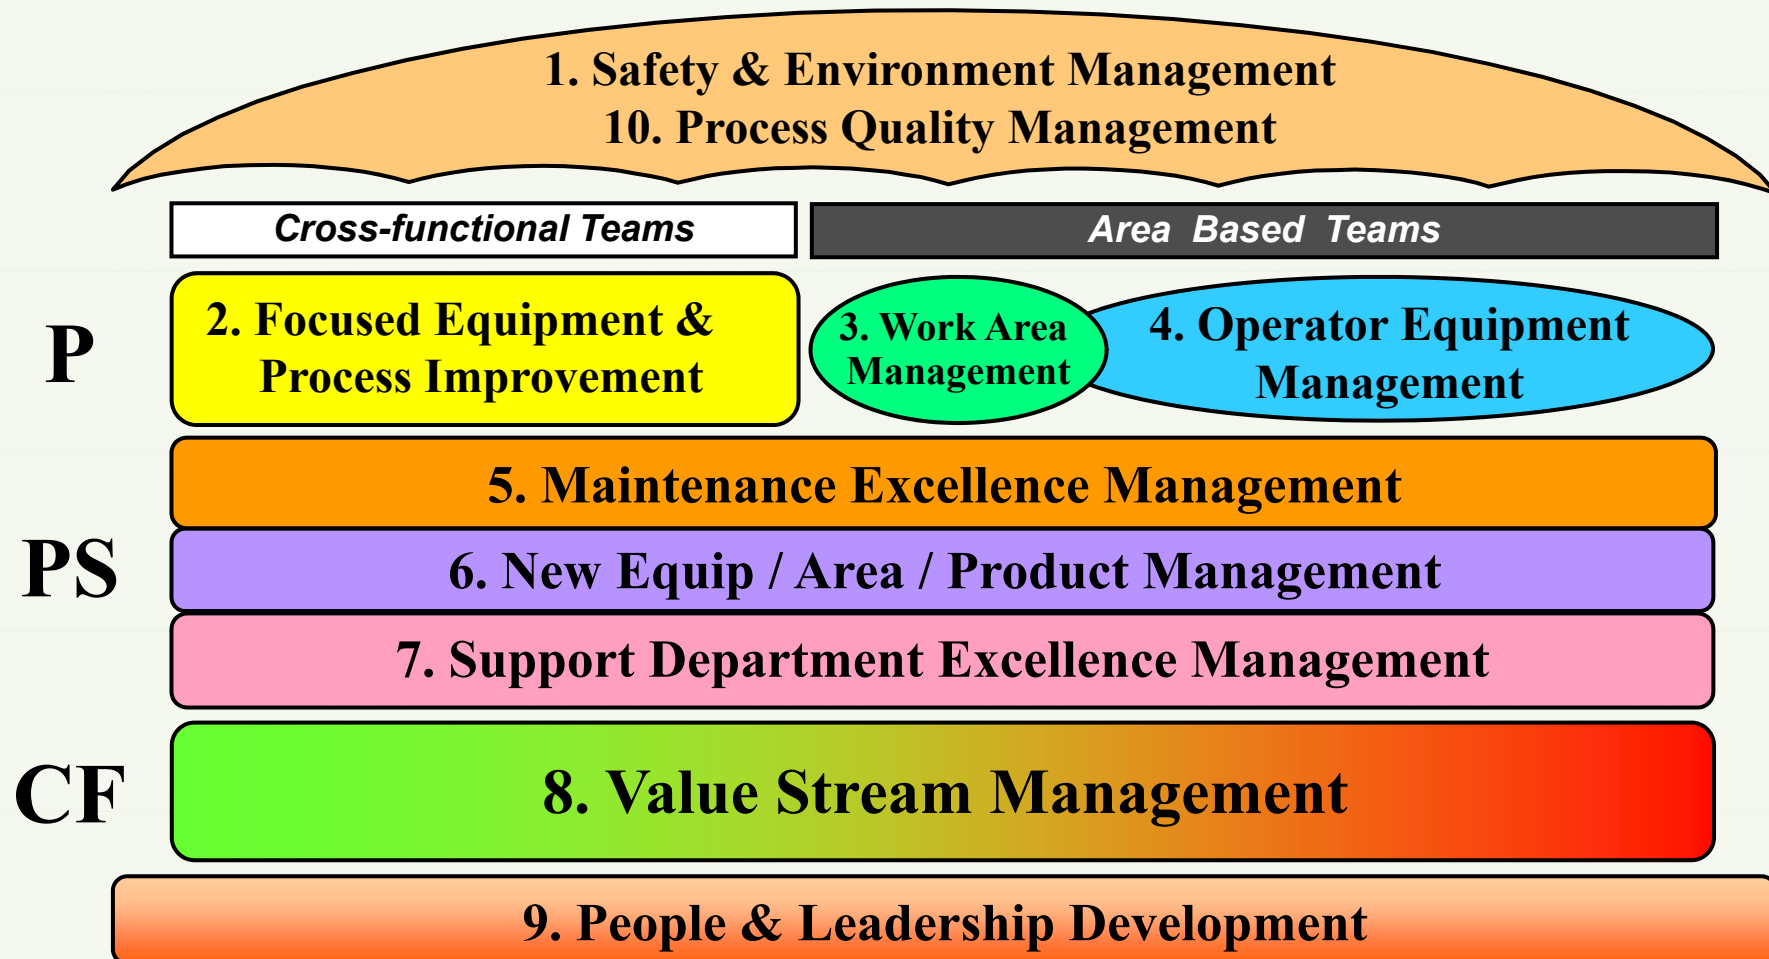 1. Safety & Environment Management
10. Process Quality Management
Cross-functional Teams
Area Based Teams
P
2. Focused Equipment &
Process Improvement
3. Work Area
Management
4. Operator Equipment
Management
5. Maintenance Excellence Management
PS
6. New Equip / Area / Product Management
7. Support Department Excellence Management
CF
8. Value Stream Management
9. People & Leadership Development